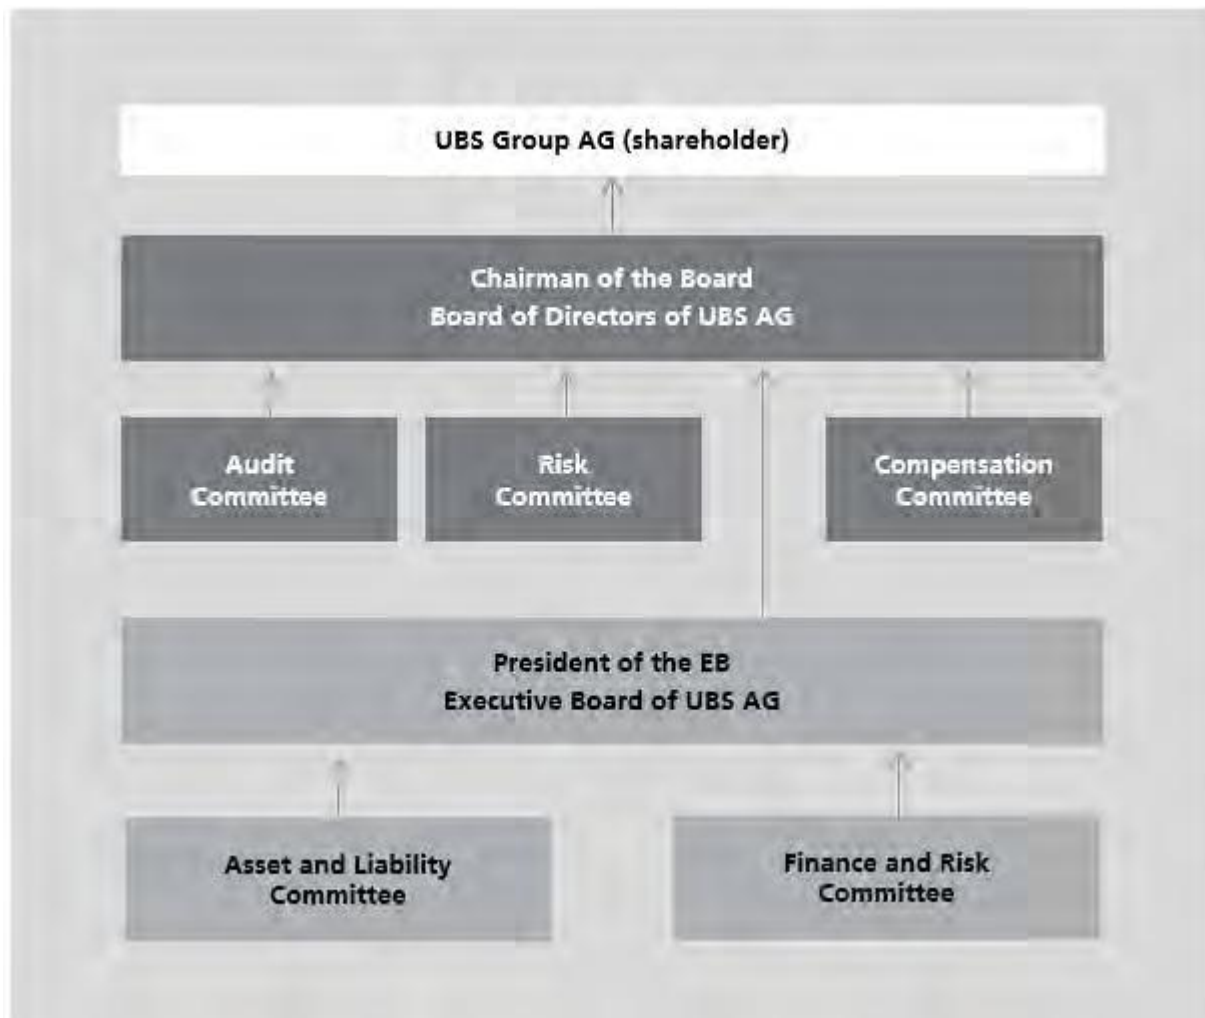 UBS Group AG (shareholder)
Chairman of the Board
Board of Directors of UBS AG
Audit
Committee
Risk
Committee
Compensation
Committee
President of the EB
Executive Board of UBS AG
Asset and Liability
Committee
Finance and Risk
Committee